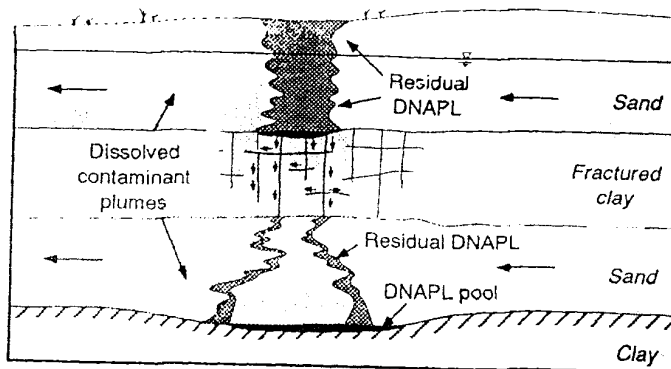 Residual
DNAPL
Sand
Dissolved
contaminant
plumes
Fractured
clay
Residual DNAPL
Sand
DNAPL pool
Clay